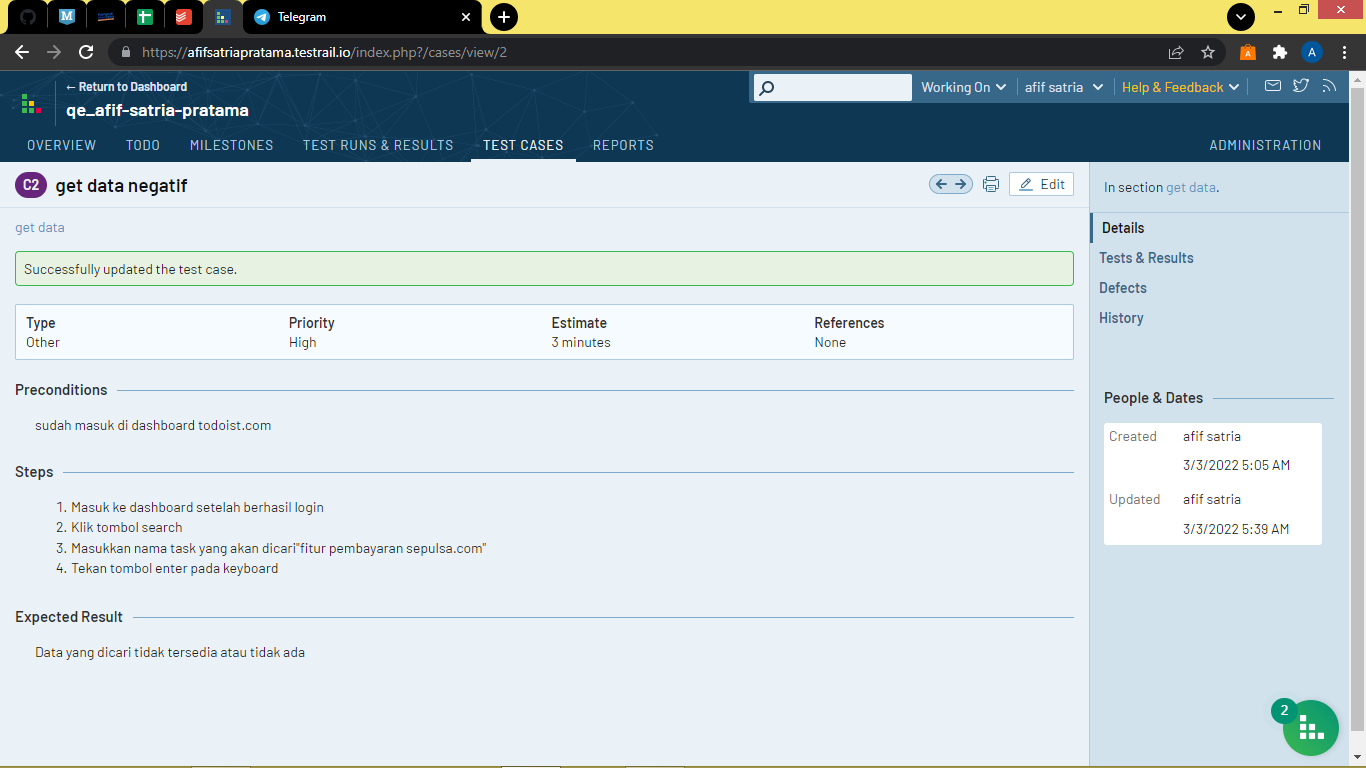 Telegram
https://afifsatriapratama.testrail.io/index.php?/cases/view/2
A
← Return to Dashboard
qe_afif-satria-pratama
Working On
afif satria
Help & Feedback
OVERVIEW
TODO
MILESTONES
TEST RUNS & RESULTS
TEST CASES
REPORTS
ADMINISTRATION
C2 get data negatif
Edit
In section get data.
get data
Successfully updated the test case.
Type
Priority
Estimate
References
Other
High
3 minutes
None
Preconditions
sudah masuk di dashboard todoist.com
Steps
1. Masuk ke dashboard setelah berhasil login
2. Klik tombol search
3. Masukkan nama task yang akan dicari"fitur pembayaran sepulsa.com"
4. Tekan tombol enter pada keyboard
Expected Result
Data yang dicari tidak tersedia atau tidak ada
Details
Tests & Results
Defects
History
People & Dates
Created afif satria
3/3/2022 5:05 AM
Updated afif satria
3/3/2022 5:39 AM
2